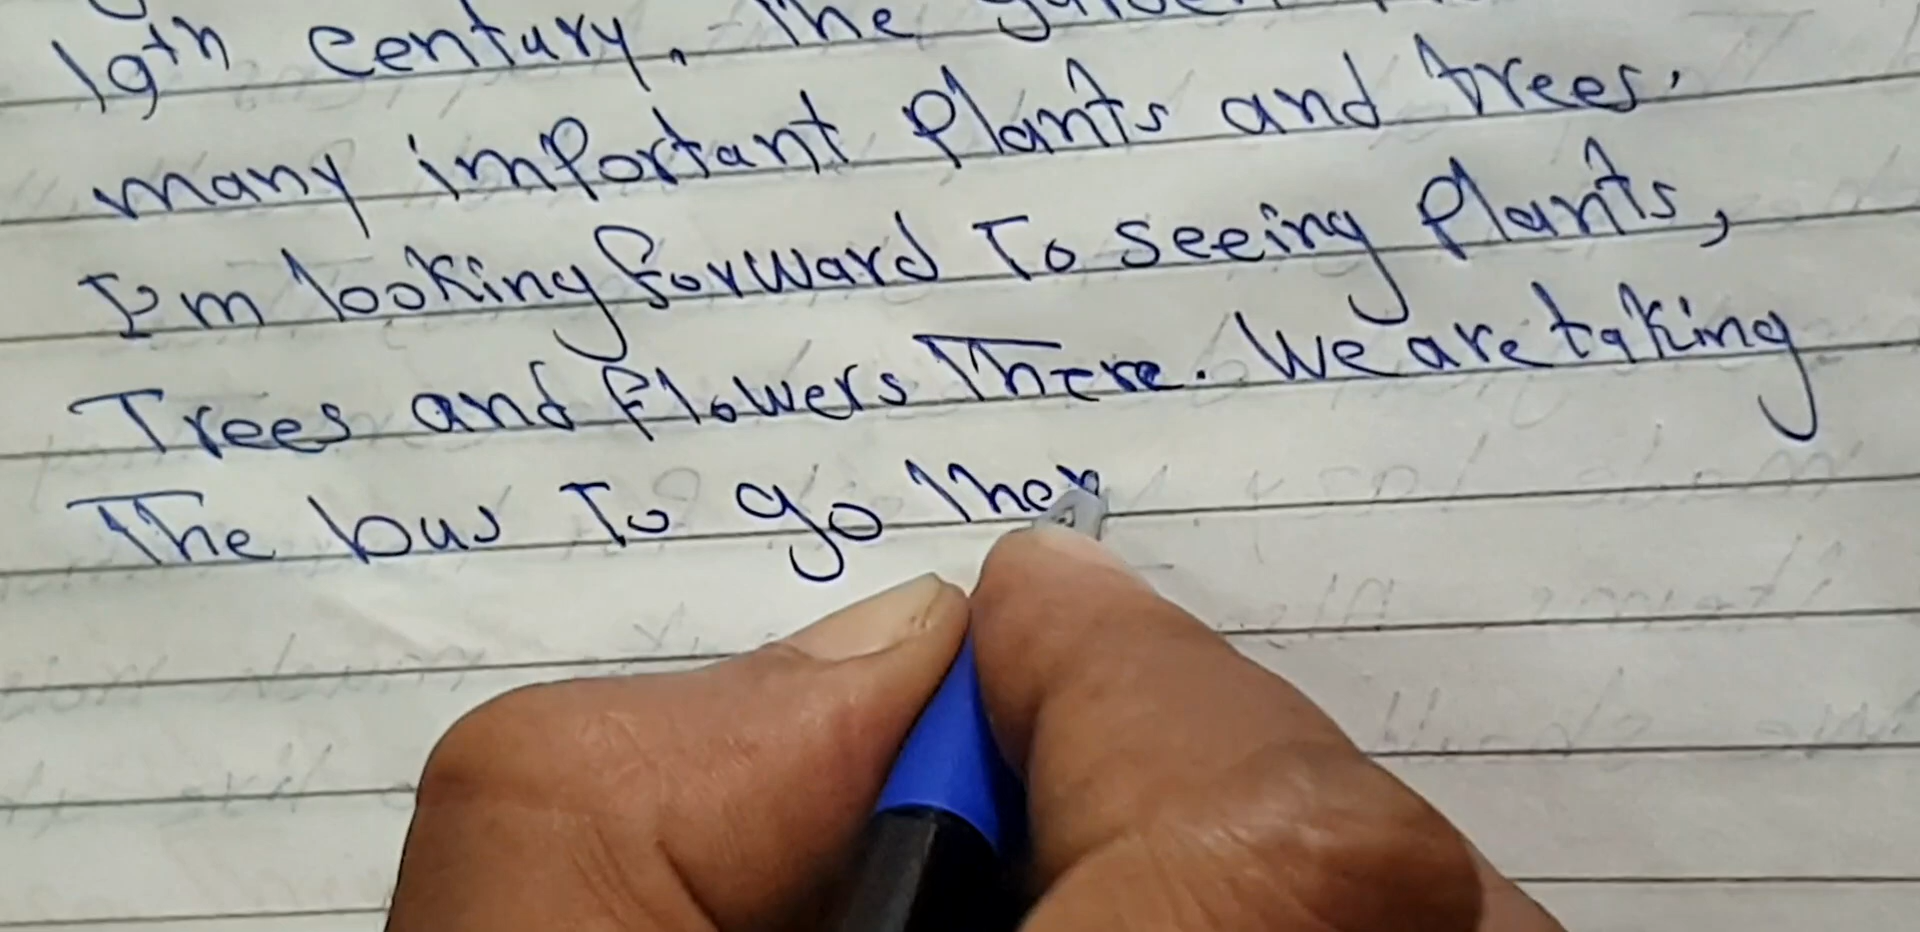 19th century. The
many important Plants and trees.
I'm looking forward To seeing Plants,
Trees and flowers There. We are taking
The bus To go ther